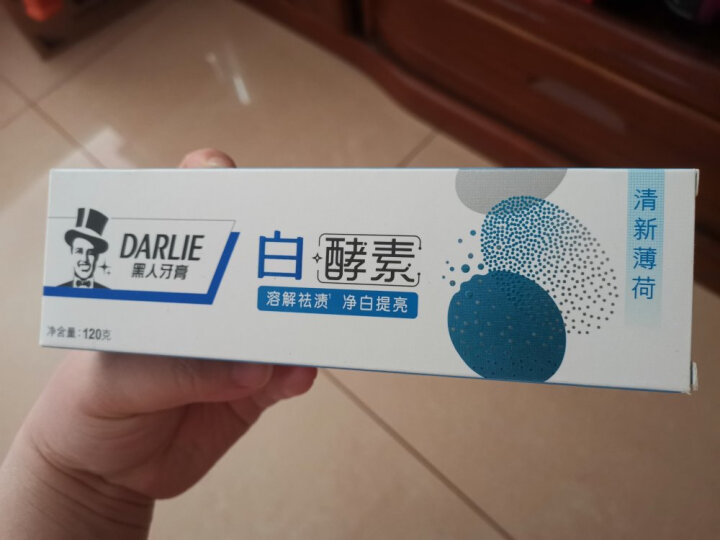 DARLIE
黑人牙膏
净含量：120克
白酵素
溶解祛渍¹ 净白提亮
清新薄荷